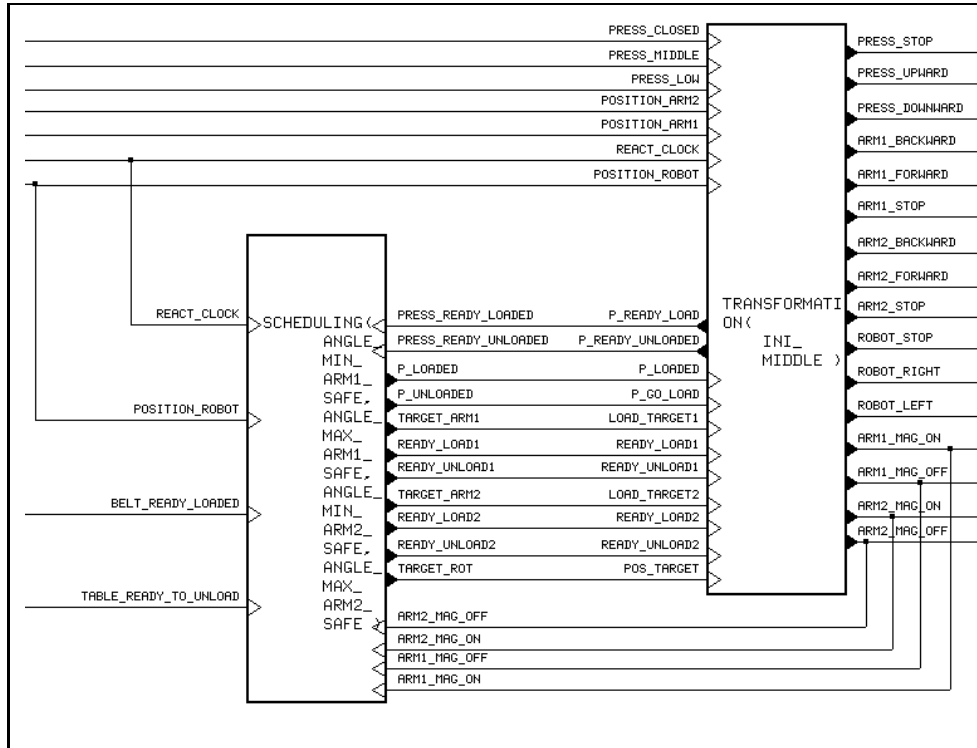 PRESS_CLOSED
PRESS_MIDDLE
PRESS_LOW
POSITION_ARM2
POSITION_ARM1
REACT_CLOCK
POSITION_ROBOT
PRESS_STOP
PRESS_UPWARD
PRESS_DOWNWARD
ARM1_BACKWARD
ARM1_FORWARD
ARM1_STOP
ARM2_BACKWARD
ARM2_FORWARD
ARM2_STOP
ROBOT_STOP
ROBOT_RIGHT
ROBOT_LEFT
ARM1_MAG_ON
ARM1_MAG_OFF
ARM2_MAG_ON
ARM2_MAG_OFF
TRANSFORMATI
ON(
INI_
MIDDLE )
REACT_CLOCK
POSITION_ROBOT
BELT_READY_LOADED
TABLE_READY_TO_UNLOAD
SCHEDULING(
ANGLE_
MIN_
ARM1_
SAFE,
ANGLE_
MAX_
ARM1_
SAFE,
ANGLE_
MIN_
ARM2_
SAFE,
ANGLE_
MAX_
ARM2_
SAFE )
PRESS_READY_LOADED P_READY_LOAD
PRESS_READY_UNLOADED P_READY_UNLOADED
P_LOADED P_LOADED
P_UNLOADED P_GO_LOAD
TARGET_ARM1 LOAD_TARGET1
READY_LOAD1 READY_LOAD1
READY_UNLOAD1 READY_UNLOAD1
TARGET_ARM2 LOAD_TARGET2
READY_LOAD2 READY_LOAD2
READY_UNLOAD2 READY_UNLOAD2
TARGET_ROT POS_TARGET
ARM2_MAG_OFF
ARM2_MAG_ON
ARM1_MAG_OFF
ARM1_MAG_ON